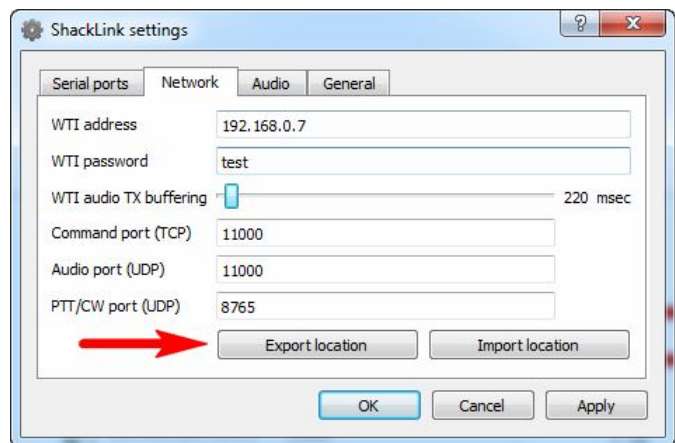 ShackLink settings
Serial ports Network Audio General
WTI address 192.168.0.7
WTI password test
WTI audio TX buffering 220 msec
Command port (TCP) 11000
Audio port (UDP) 11000
PTT/CW port (UDP) 8765
Export location Import location
OK Cancel Apply